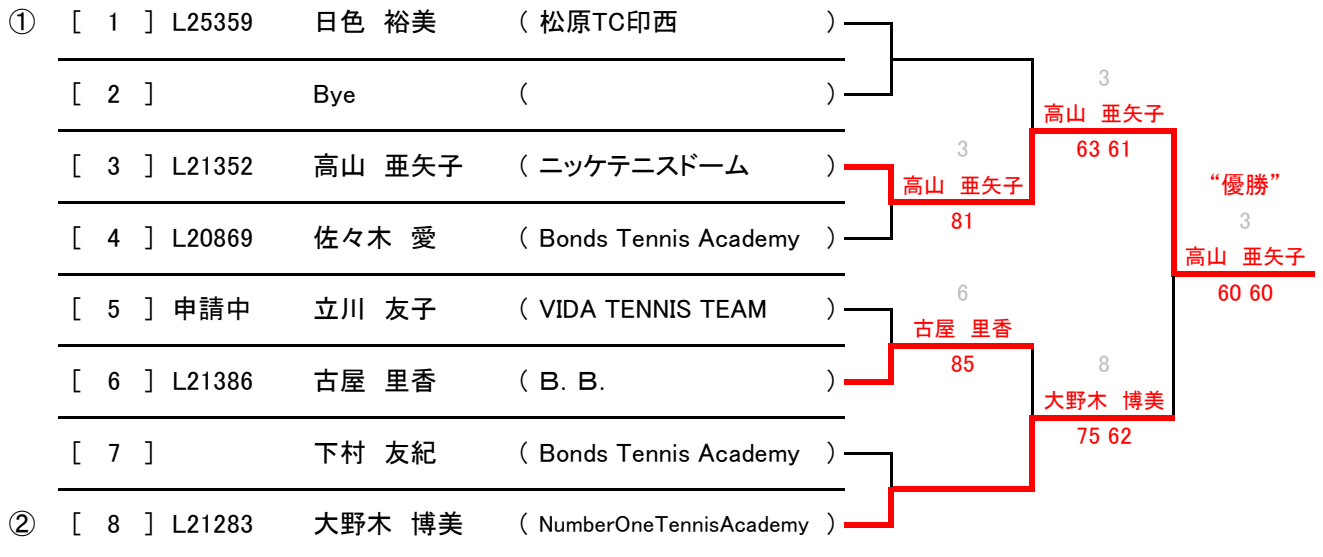 ① [ 1 ] L25359 日色 裕美 ( 松原TC印西 )
[ 2 ] Bye ( )
3
高山 亜矢子
[ 3 ] L21352 高山 亜矢子 ( ニッケテニスドーム )
3
63 61
高山 亜矢子
“優勝”
81
3
[ 4 ] L20869 佐々木 愛 ( Bonds Tennis Academy )
高山 亜矢子
60 60
[ 5 ] 申請中 立川 友子 ( VIDA TENNIS TEAM )
6
古屋 里香
85
8
[ 6 ] L21386 古屋 里香 ( Ｂ．Ｂ． )
大野木 博美
75 62
[ 7 ] 下村 友紀 ( Bonds Tennis Academy )
② [ 8 ] L21283 大野木 博美 ( NumberOneTennisAcademy )